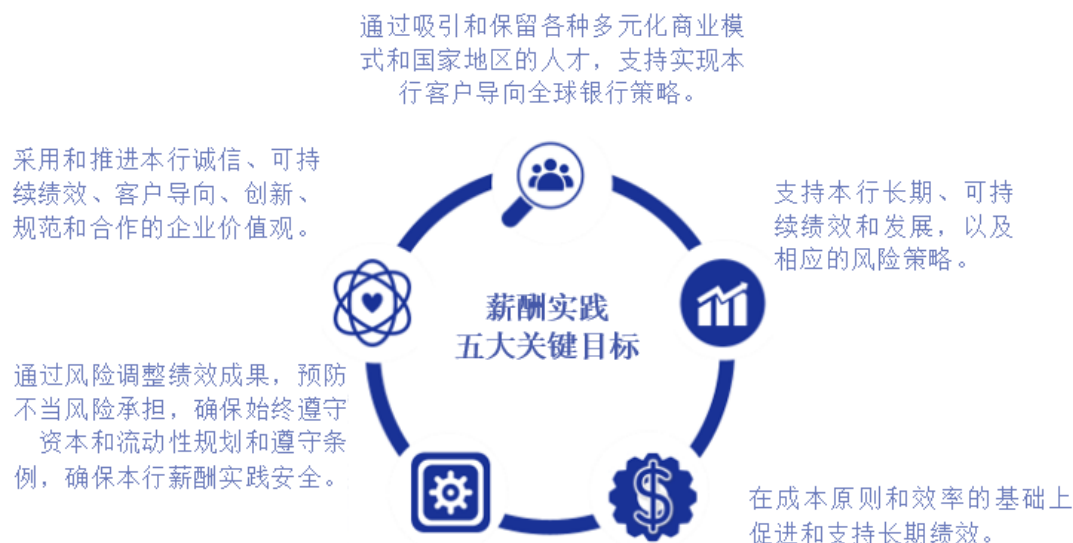 通过吸引和保留各种多元化商业模
式和国家地区的人才，支持实现本
行客户导向全球银行策略。
采用和推进本行诚信、可持
续绩效、客户导向、创新、
规范和合作的企业价值观。
支持本行长期、可持
续绩效和发展，以及
相应的风险策略。
薪酬实践
五大关键目标
通过风险调整绩效成果，预防
不当风险承担，确保始终遵守
资本和流动性规划和遵守条
例，确保本行薪酬实践安全。
在成本原则和效率的基础上
促进和支持长期绩效。